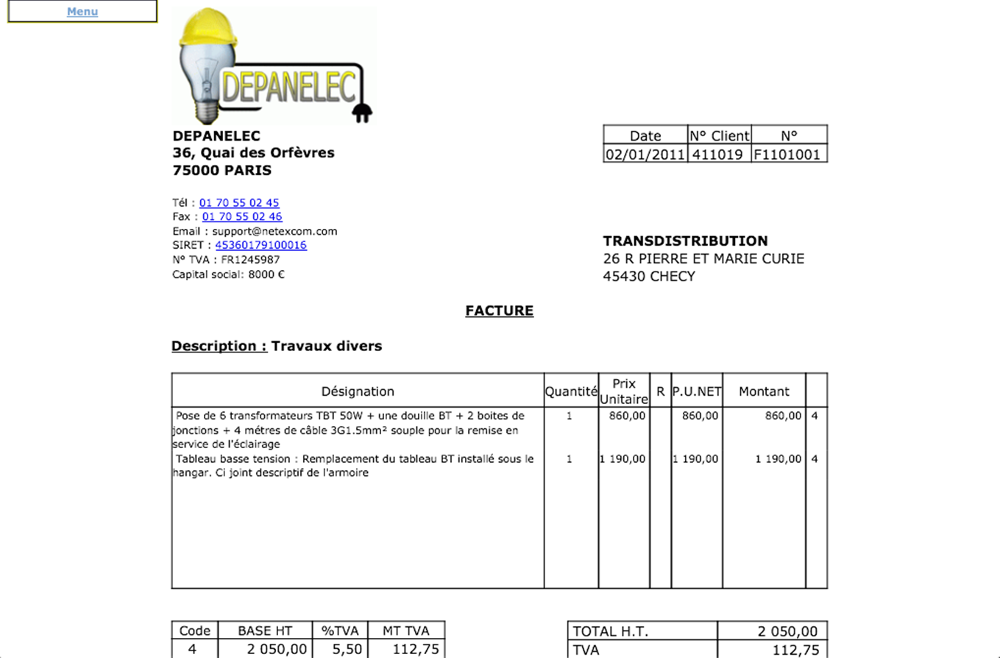 Menu
DEPANELEC
DEPANELEC
36, Quai des Orfèvres
75000 PARIS
Date N° Client N°
02/01/2011 411019 F1101001
Tél : 01 70 55 02 45
Fax : 01 70 55 02 46
Email : support@netexcom.com
SIRET : 45360179100016
N° TVA : FR1245987
Capital social: 8000 €
TRANSDISTRIBUTION
26 R PIERRE ET MARIE CURIE
45430 CHECY
FACTURE
Description : Travaux divers
Désignation Quantité Prix Unitaire R P.U.NET Montant
Pose de 6 transformateurs TBT 50W + une douille BT + 2 boites de 1 860,00 860,00 860,00 4
jonctions + 4 métres de câble 3G1.5mm² souple pour la remise en
service de l'éclairage
Tableau basse tension : Remplacement du tableau BT installé sous le 1 1 190,00 1 190,00 1 190,00 4
hangar. Ci joint descriptif de l'armoire
Code BASE HT %TVA MT TVA
4 2 050,00 5,50 112,75
TOTAL H.T. 2 050,00
TVA 112,75